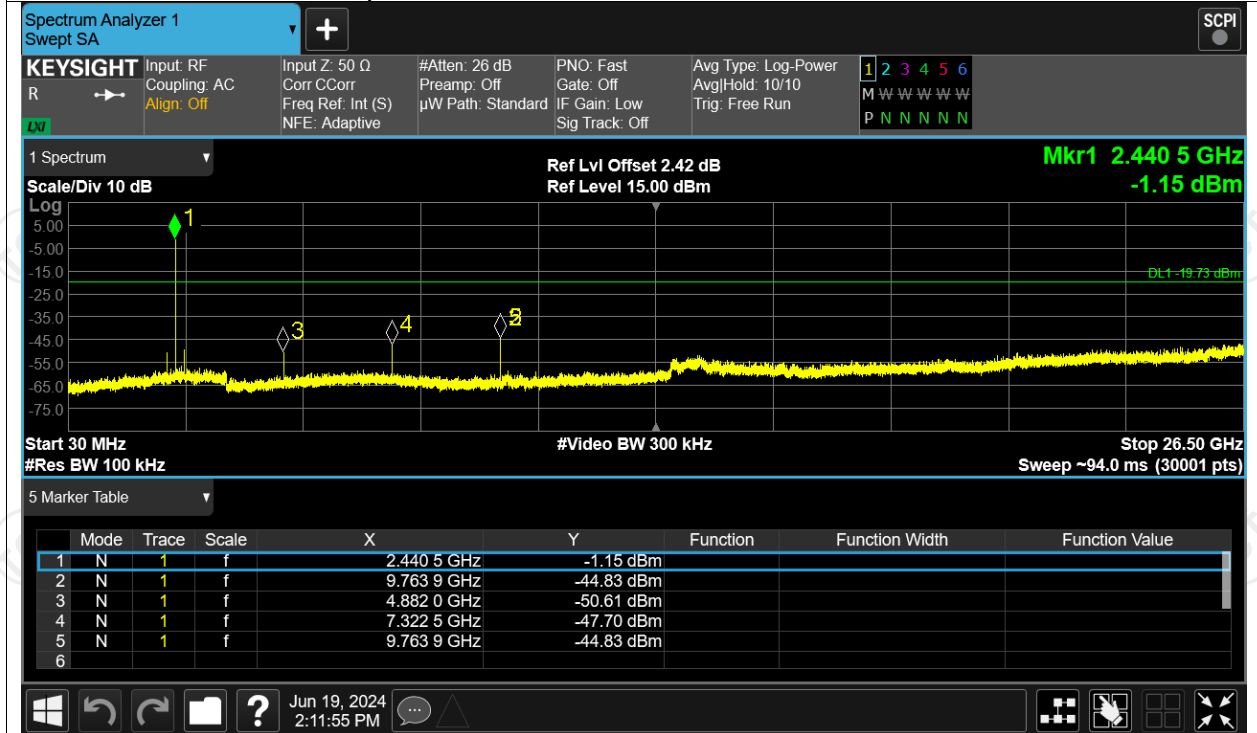 Spectrum Analyzer 1
Swept SA
+
SCPI
KEYSIGHT
R
LXI
Input: RF
Coupling: AC
Align: Off
Input Z: 50 Ω
Corr CCorr
Freq Ref: Int (S)
NFE: Adaptive
#Atten: 26 dB
Preamp: Off
µW Path: Standard
PNO: Fast
Gate: Off
IF Gain: Low
Sig Track: Off
Avg Type: Log-Power
Avg|Hold: 10/10
Trig: Free Run
1 2 3 4 5 6
M W W W W W
P N N N N N
1 Spectrum
Scale/Div 10 dB
Ref Lvl Offset 2.42 dB
Ref Level 15.00 dBm
Mkr1 2.440 5 GHz
-1.15 dBm
Log
5.00
-5.00
-15.0
-25.0
-35.0
-45.0
-55.0
-65.0
-75.0
1
3
4
DL1 -19.73 dBm
Start 30 MHz
#Video BW 300 kHz
Stop 26.50 GHz
#Res BW 100 kHz
Sweep ~94.0 ms (30001 pts)
5 Marker Table
Mode Trace Scale X Y Function Function Width Function Value
1 N 1 f 2.440 5 GHz -1.15 dBm
2 N 1 f 9.763 9 GHz -44.83 dBm
3 N 1 f 4.882 0 GHz -50.61 dBm
4 N 1 f 7.322 5 GHz -47.70 dBm
5 N 1 f 9.763 9 GHz -44.83 dBm
6
?
Jun 19, 2024
2:11:55 PM